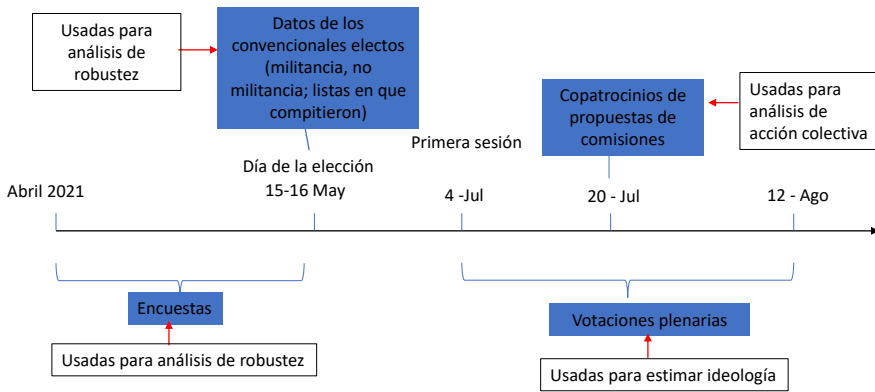 Usadas para
análisis de
robustez
Datos de los
convencionales electos
(militancia, no
militancia; listas en que
compitieron)
Copatrocinios de
propuestas de
comisiones
Usadas para
análisis de
acción colectiva
Primera sesión
Día de la elección
15-16 May
Abril 2021
4 -Jul
20 - Jul
12 - Ago
Encuestas
Votaciones plenarias
Usadas para análisis de robustez
Usadas para estimar ideología